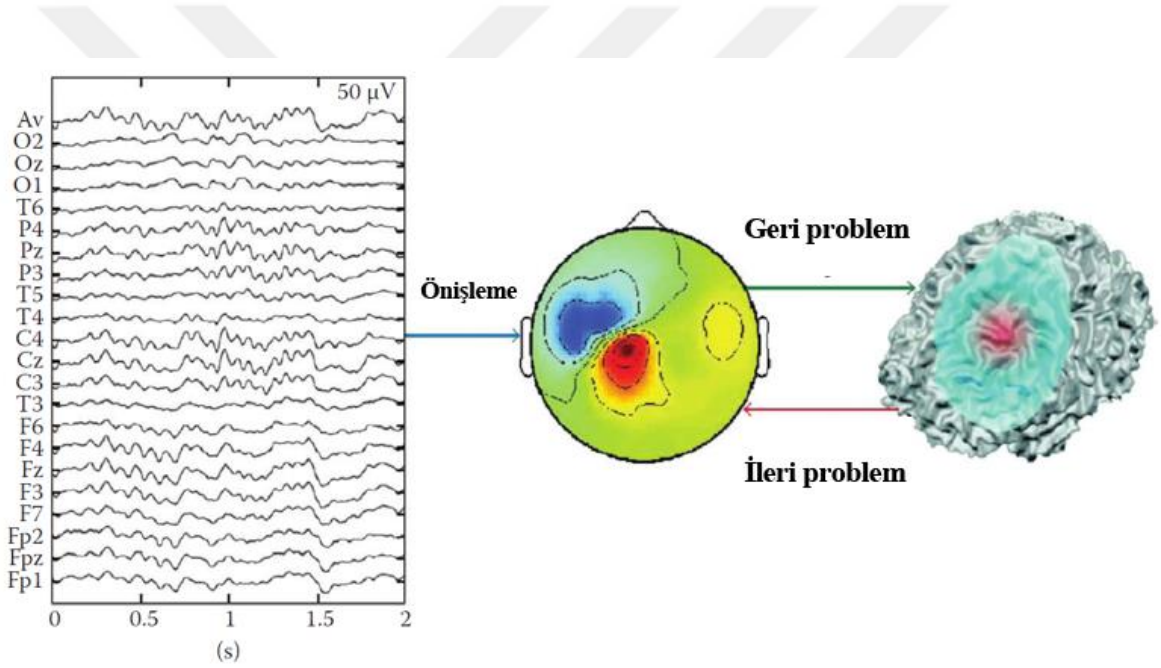 50 µV
Av
O2
Oz
O1
T6
P4
Pz
P3
T5
T4
C4
Cz
C3
T3
F6
F4
Fz
F3
F7
Fp2
Fpz
Fp1
0 0.5 1 1.5 2
(s)
Önişleme
Geri problem
İleri problem